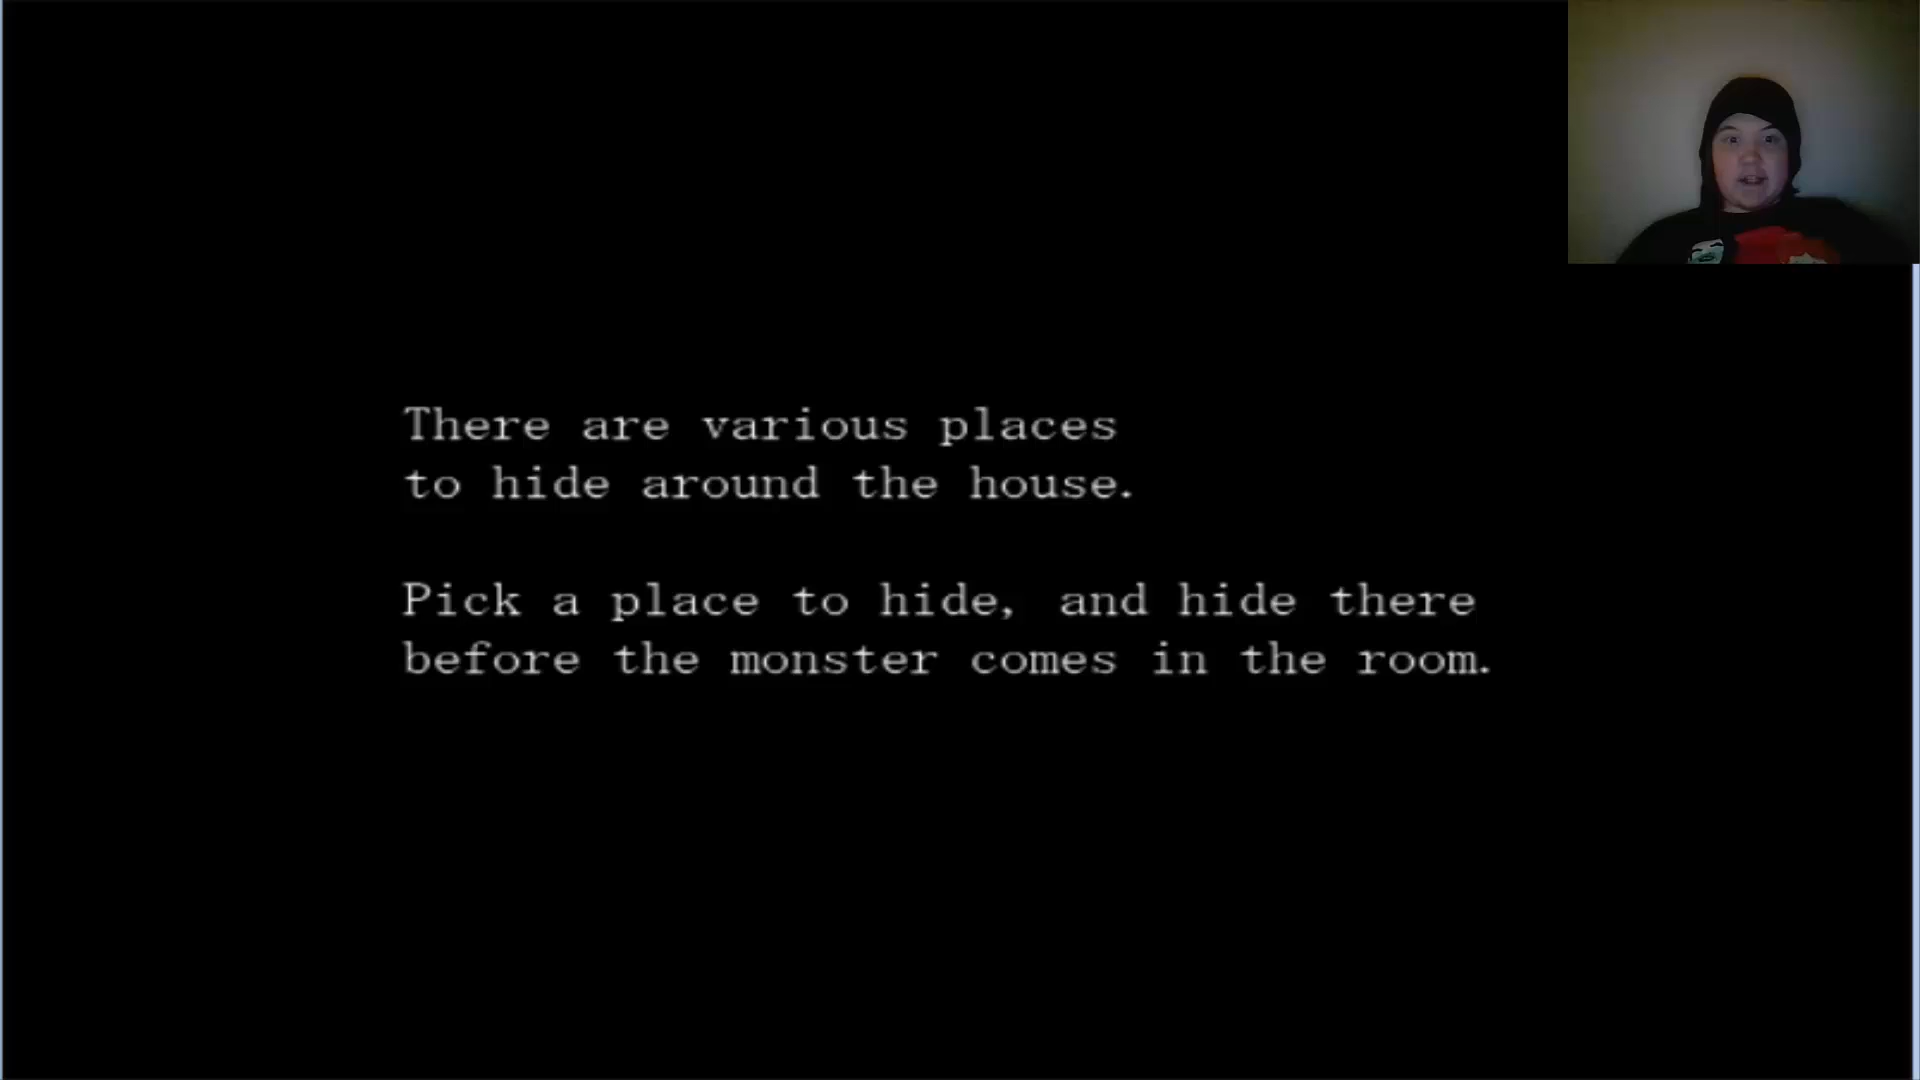 There are various places
to hide around the house.
Pick a place to hide, and hide there
before the monster comes in the room.